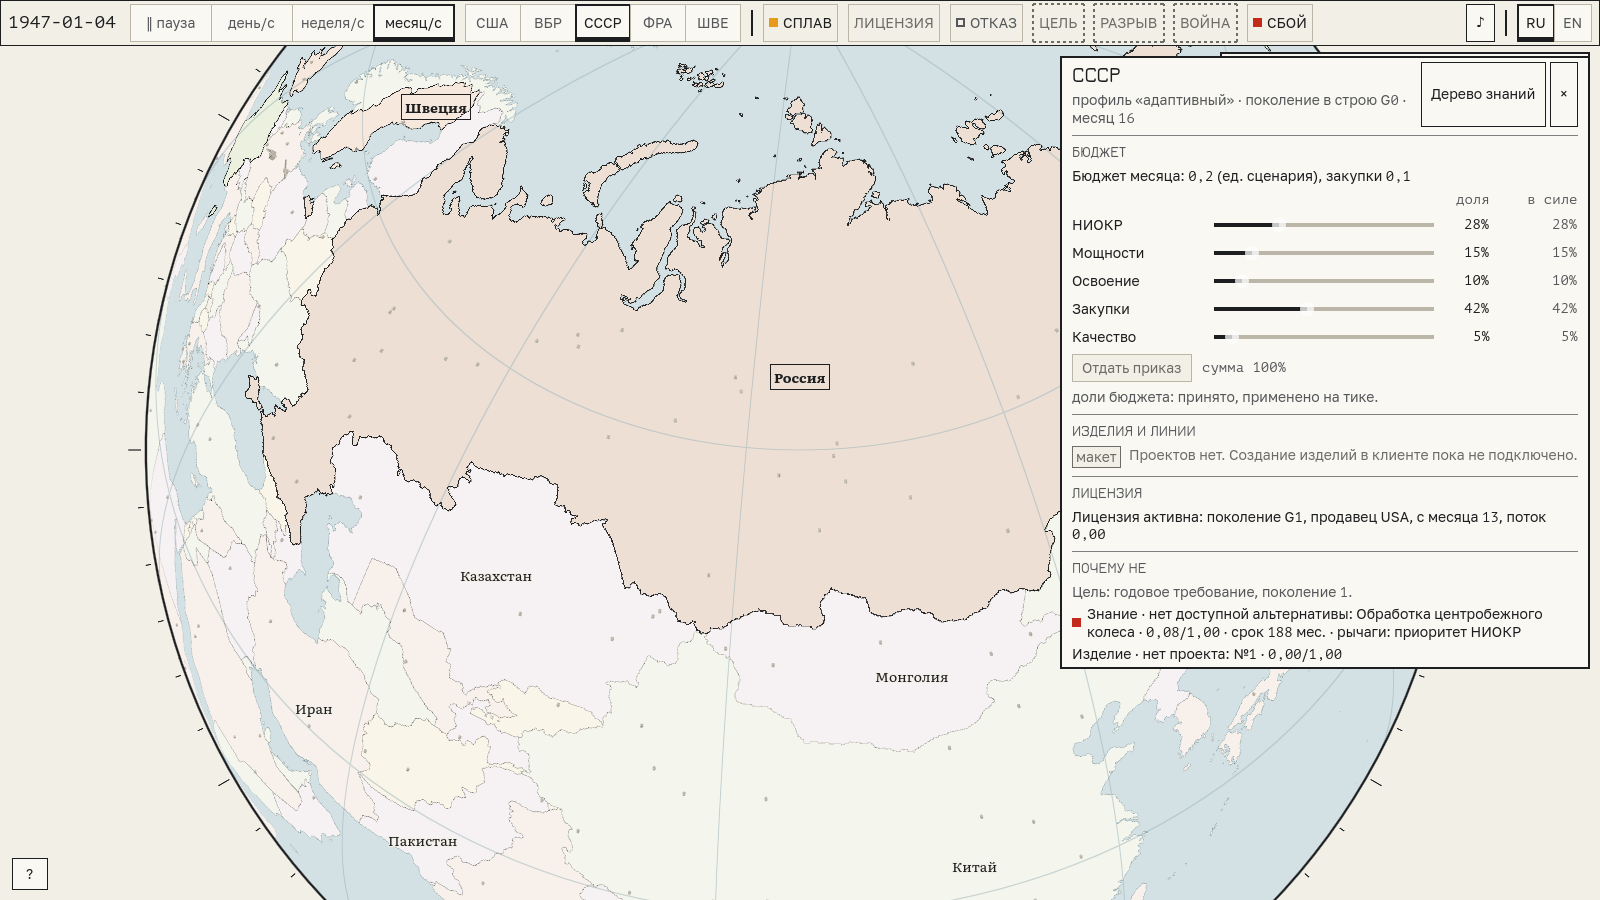 1947-01-04 ‖ пауза день/с неделя/с месяц/с США ВБР СССР ФРА ШВЕ СПЛАВ ЛИЦЕНЗИЯ ОТКАЗ ЦЕЛЬ РАЗРЫВ ВОЙНА СБОЙ ♪ RU EN
СССР
профиль «адаптивный» · поколение в строю G0 ·
месяц 16
Дерево знаний ×
БЮДЖЕТ
Бюджет месяца: 0,2 (ед. сценария), закупки 0,1
доля в силе
НИОКР 28% 28%
Мощности 15% 15%
Освоение 10% 10%
Закупки 42% 42%
Качество 5% 5%
Отдать приказ сумма 100%
доли бюджета: принято, применено на тике.
ИЗДЕЛИЯ И ЛИНИИ
макет Проектов нет. Создание изделий в клиенте пока не подключено.
ЛИЦЕНЗИЯ
Лицензия активна: поколение G1, продавец USA, с месяца 13, поток
0,00
ПОЧЕМУ НЕ
Цель: годовое требование, поколение 1.
Знание · нет доступной альтернативы: Обработка центробежного
колеса · 0,08/1,00 · срок 188 мес. · рычаги: приоритет НИОКР
Изделие · нет проекта: №1 · 0,00/1,00
Швеция
Россия
Казахстан
Монголия
Иран
Пакистан
Китай
?